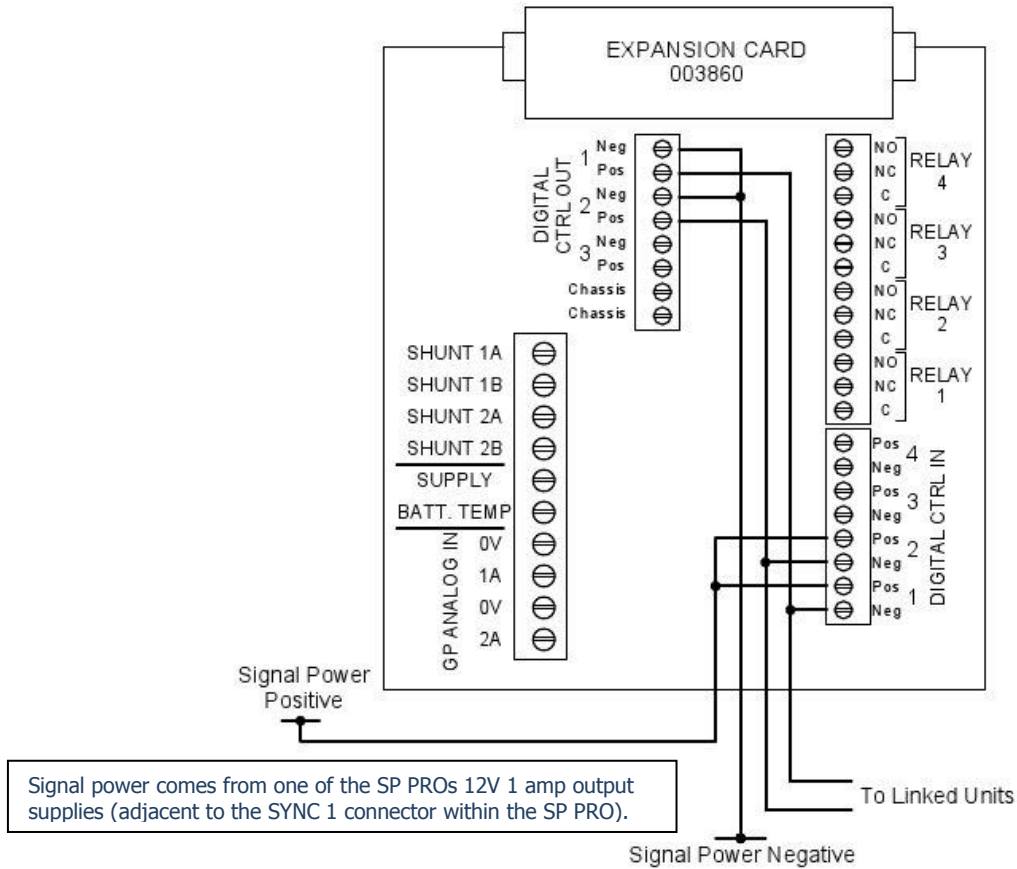 EXPANSION CARD
003860
DIGITAL
CTRL OUT
1
Neg
Pos
2
Neg
Pos
3
Neg
Pos
Chassis
Chassis
NO
NC
C
RELAY
4
NO
NC
C
RELAY
3
NO
NC
C
RELAY
2
NO
NC
C
RELAY
1
SHUNT 1A
SHUNT 1B
SHUNT 2A
SHUNT 2B
SUPPLY
BATT. TEMP
GP ANALOG IN
0V
1A
0V
2A
Pos
Neg
4
Pos
Neg
3
Pos
Neg
2
Pos
Neg
1
DIGITAL CTRL IN
Signal Power
Positive
Signal power comes from one of the SP PROs 12V 1 amp output
supplies (adjacent to the SYNC 1 connector within the SP PRO).
To Linked Units
Signal Power Negative